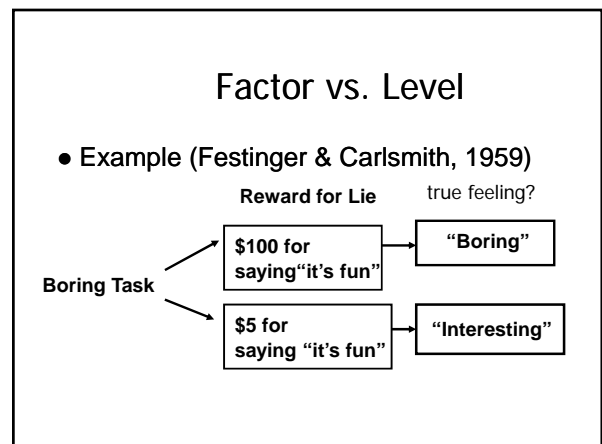 Factor vs. Level
● Example (Festinger & Carlsmith, 1959)
Reward for Lie
true feeling?
$100 for
saying“it’s fun”
“Boring”
Boring Task
$5 for
saying “it’s fun”
“Interesting”